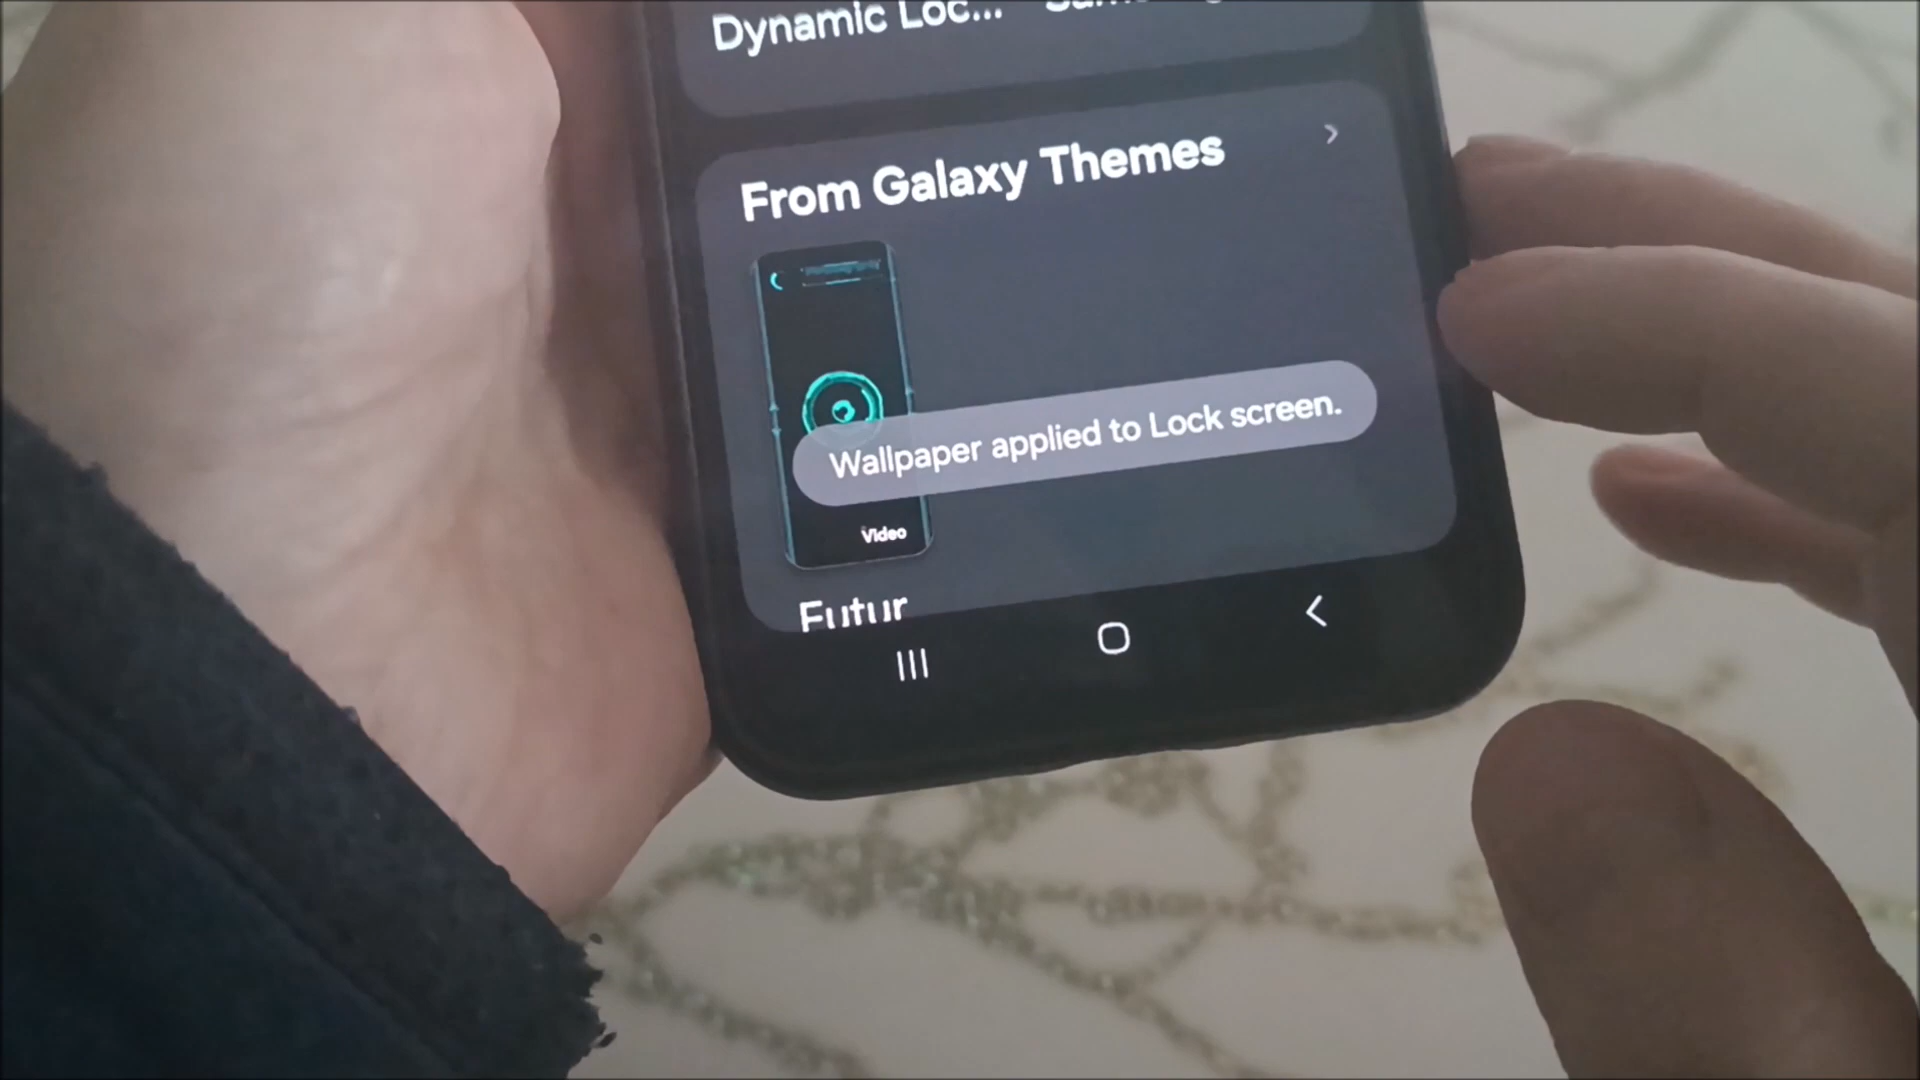 Dynamic Loc...
From Galaxy Themes
Wallpaper applied to Lock screen.
Video
Futur